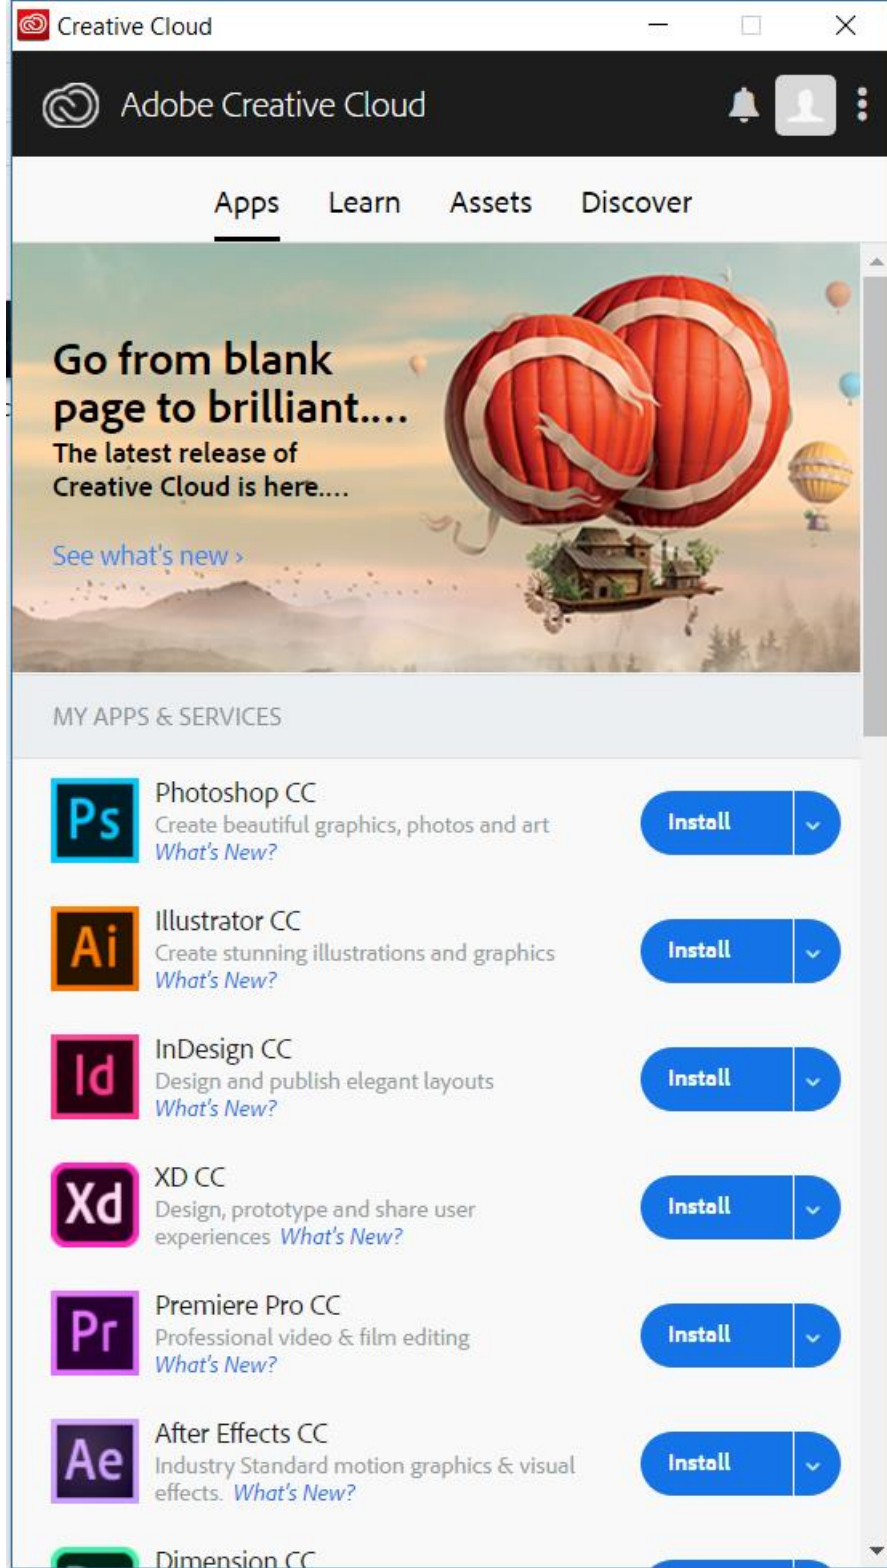 Creative Cloud
Adobe Creative Cloud
Apps Learn Assets Discover
Go from blank
page to brilliant....
The latest release of
Creative Cloud is here....
See what's new ›
MY APPS & SERVICES
Ps
Photoshop CC
Create beautiful graphics, photos and art
What's New?
Install
Ai
Illustrator CC
Create stunning illustrations and graphics
What's New?
Install
Id
InDesign CC
Design and publish elegant layouts
What's New?
Install
Xd
XD CC
Design, prototype and share user
experiences What's New?
Install
Pr
Premiere Pro CC
Professional video & film editing
What's New?
Install
Ae
After Effects CC
Industry Standard motion graphics & visual
effects. What's New?
Install
Dimension CC